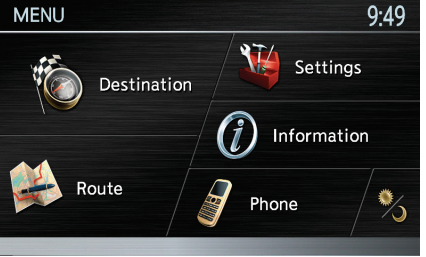 MENU 9:49
Destination
Settings
Information
Route
Phone